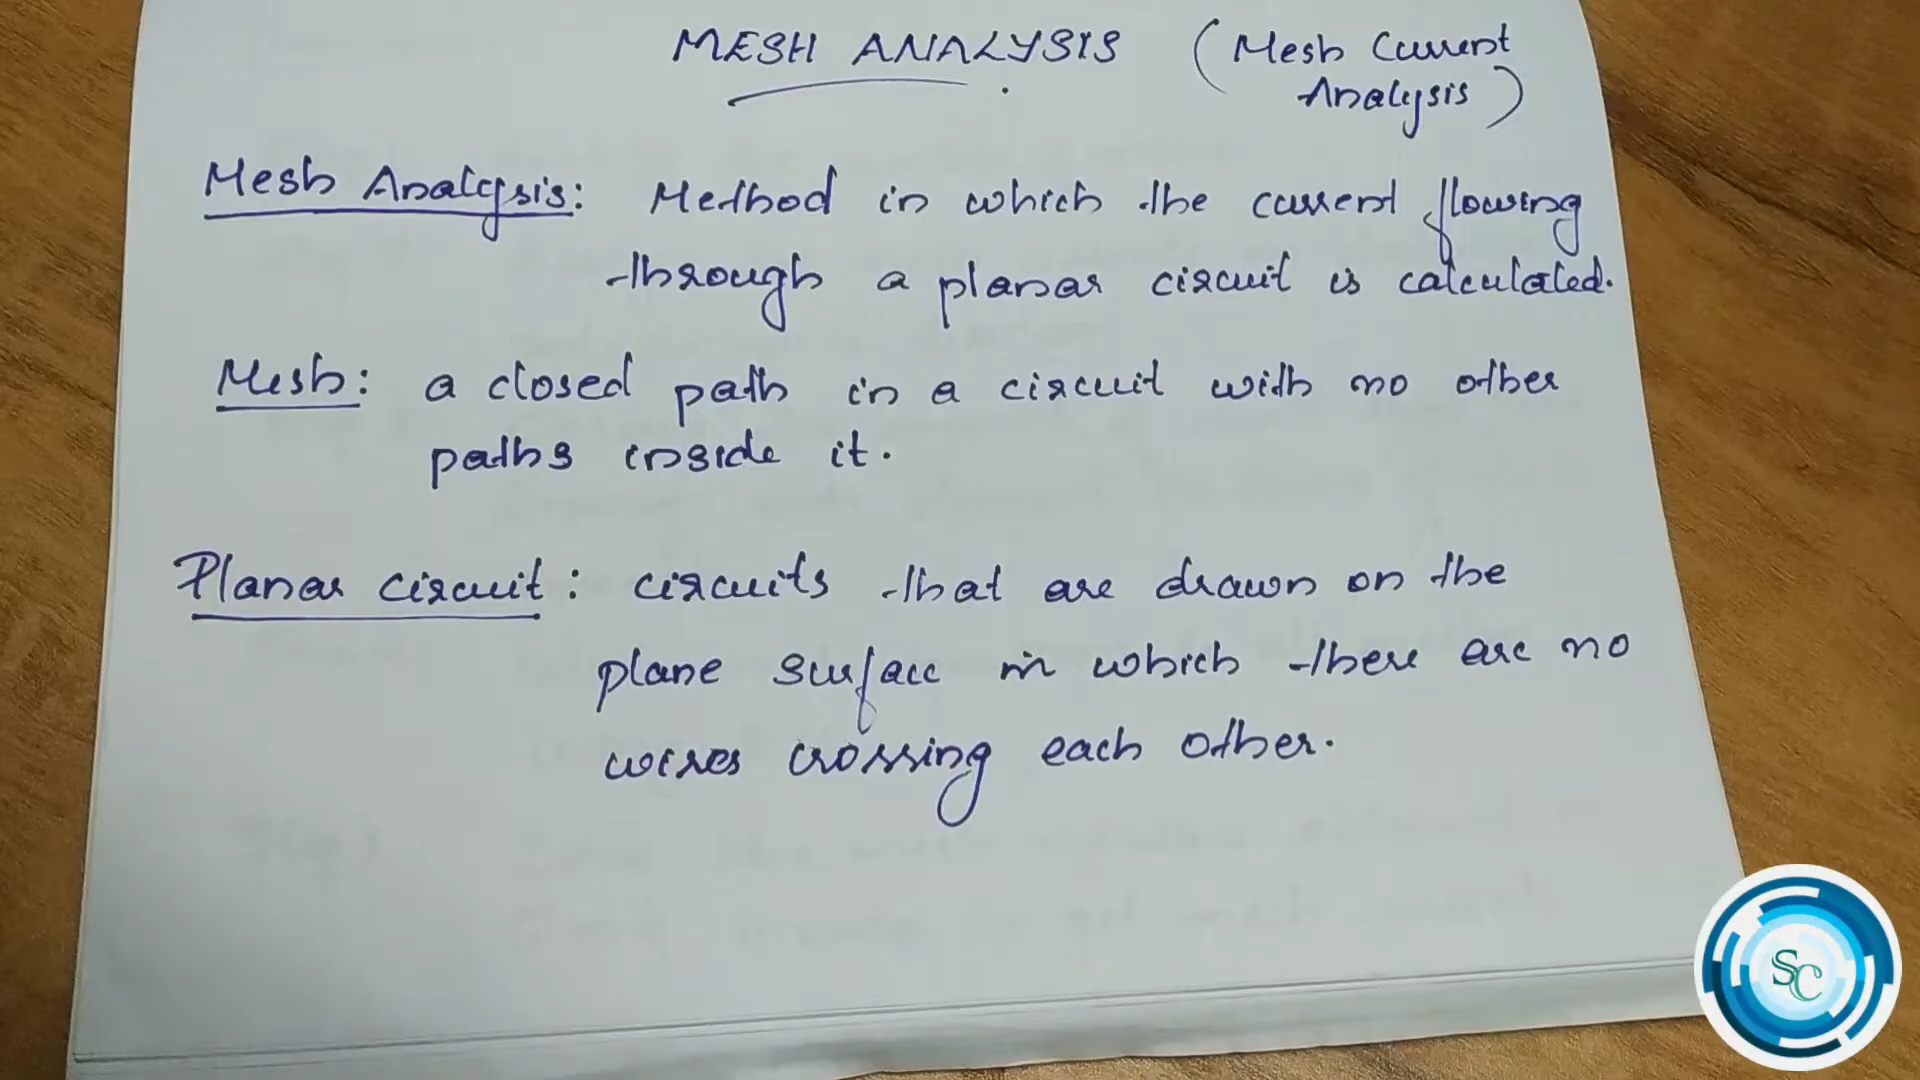 MESH ANALYSIS (Mesh Current
Analysis)
Mesh Analysis: Method in which the current flowing
through a planar circuit is calculated.
Mesh: a closed path in a circuit with no other
paths inside it.
Planar circuit: circuits that are drawn on the
plane surface in which there are no
wires crossing each other.
SC